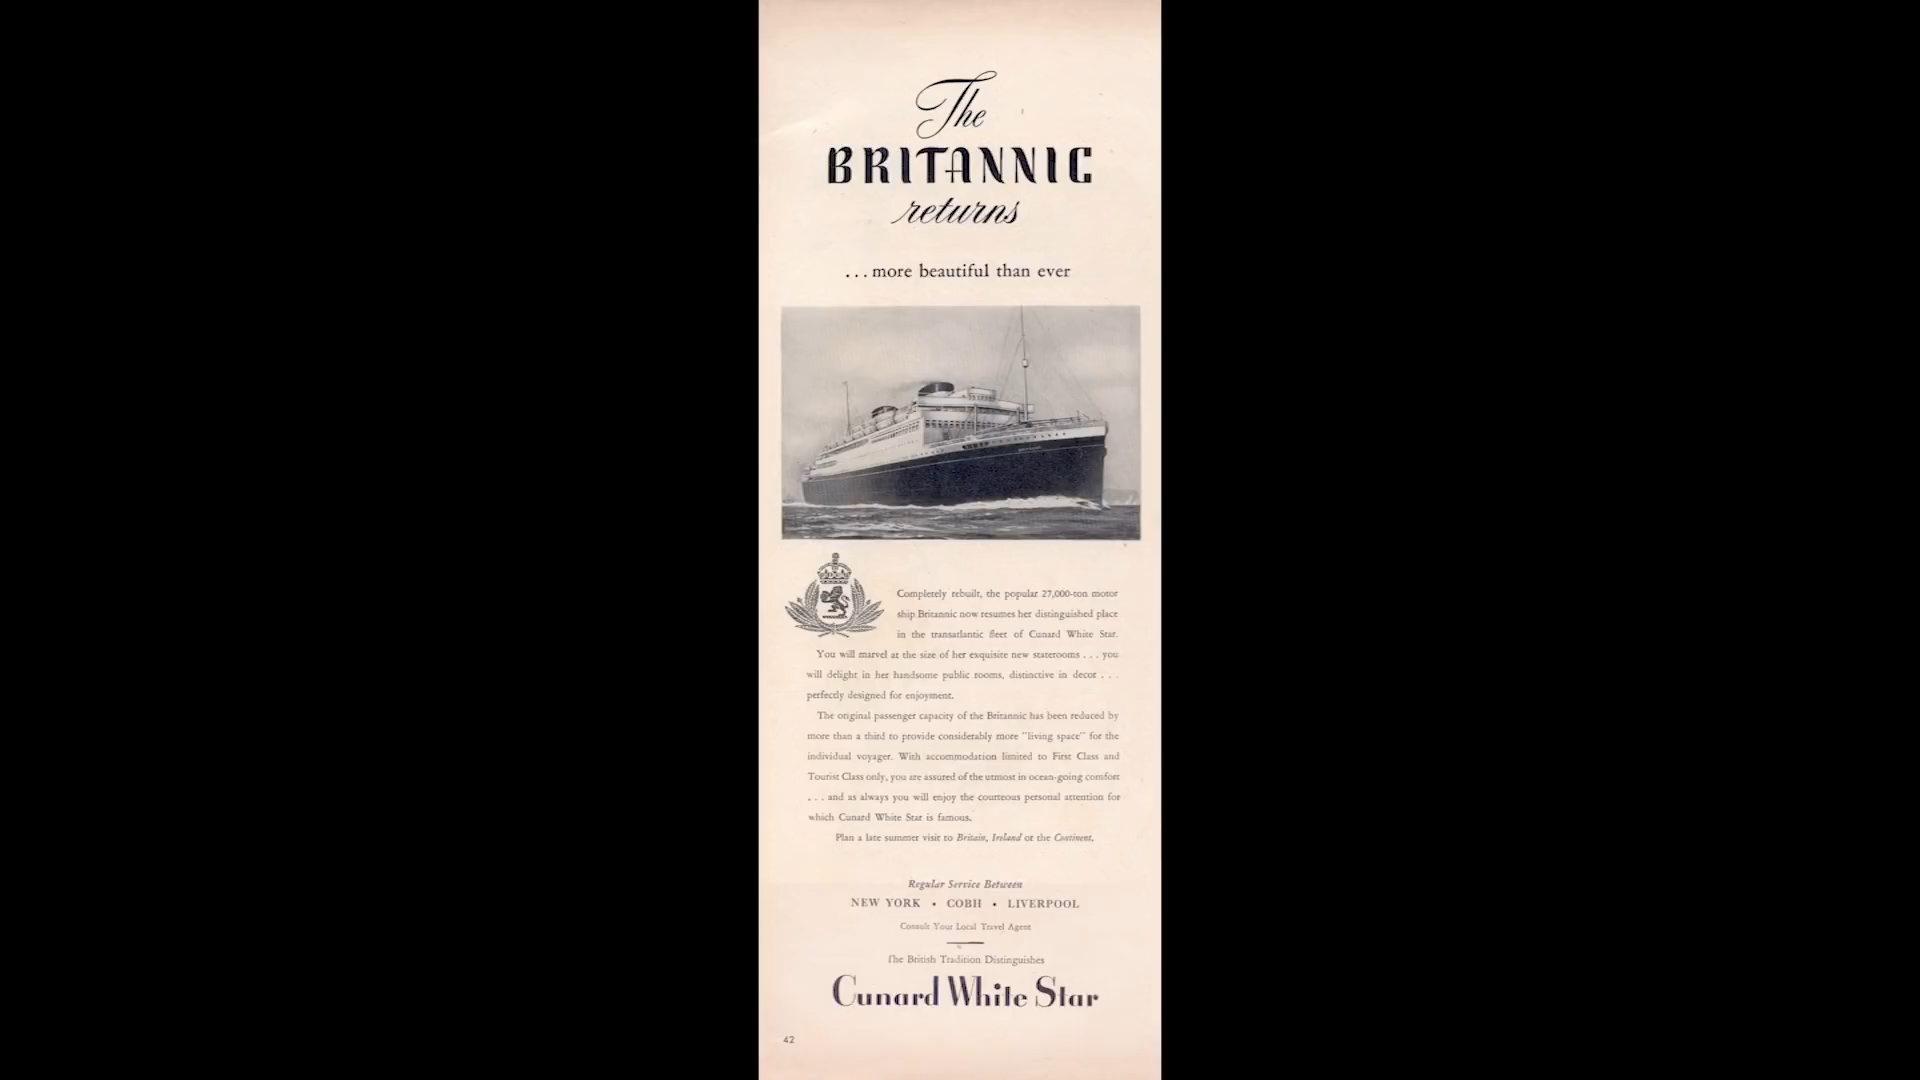 The
BRITANNIC
returns
. . . more beautiful than ever
Completely rebuilt, the popular 27,000-ton motor
ship Britannic now resumes her distinguished place
in the transatlantic fleet of Cunard White Star.
You will marvel at the size of her exquisite new staterooms . . . you
will delight in her handsome public rooms, distinctive in decor . . .
perfectly designed for enjoyment.
The original passenger capacity of the Britannic has been reduced by
more than a third to provide considerably more "living space" for the
individual voyager. With accommodation limited to First Class and
Tourist Class only, you are assured of the utmost in ocean-going comfort
. . . and as always you will enjoy the courteous personal attention for
which Cunard White Star is famous.
Plan a late summer visit to Britain, Ireland or the Continent.
Regular Service Between
NEW YORK • COBH • LIVERPOOL
Consult Your Local Travel Agent
The British Tradition Distinguishes
Cunard White Star
42